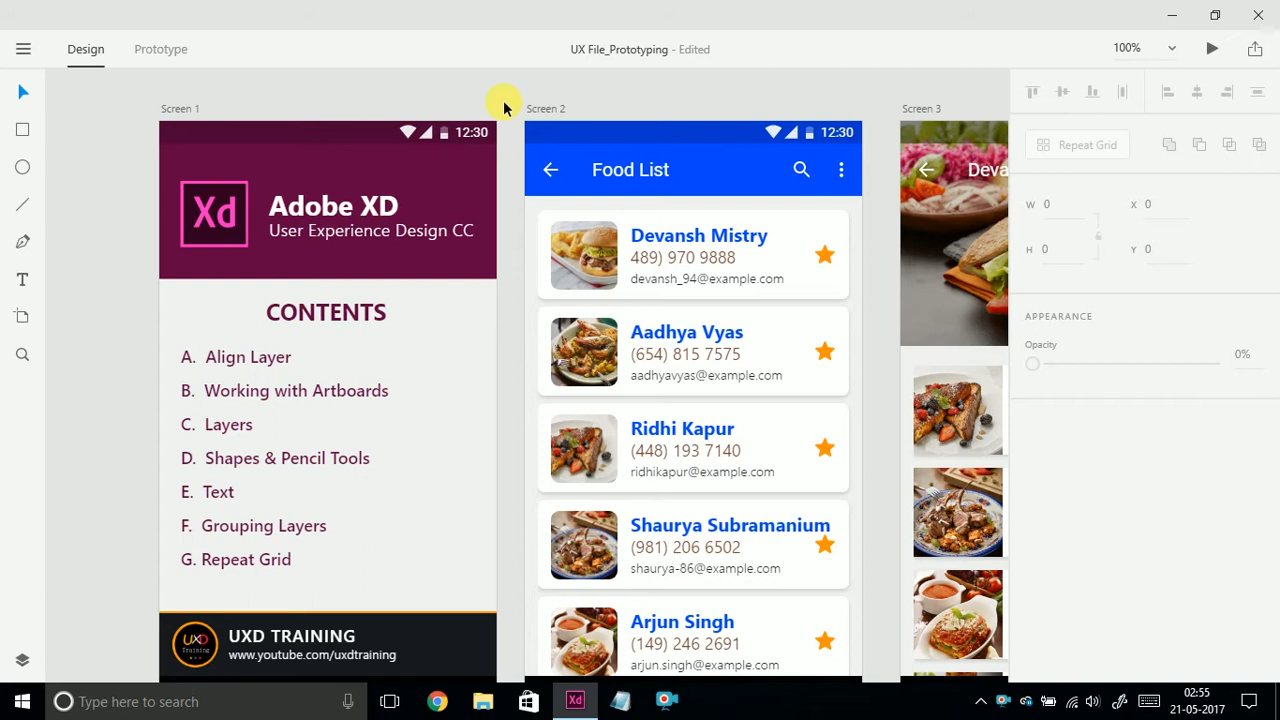 Design
Prototype
UX File_Prototyping - Edited
100%
Screen 1
Screen 2
Screen 3
12:30
Xd
Adobe XD
User Experience Design CC
CONTENTS
A. Align Layer
B. Working with Artboards
C. Layers
D. Shapes & Pencil Tools
E. Text
F. Grouping Layers
G. Repeat Grid
UXD
Training
UXD TRAINING
www.youtube.com/uxdtraining
12:30
Food List
Devansh Mistry
489) 970 9888
devansh_94@example.com
Aadhya Vyas
(654) 815 7575
aadhyavyas@example.com
Ridhi Kapur
(448) 193 7140
ridhikapur@example.com
Shaurya Subramanium
(981) 206 6502
shaurya-86@example.com
Arjun Singh
(149) 246 2691
arjun.singh@example.com
Deva
Repeat Grid
W 0
X 0
H 0
Y 0
APPEARANCE
Opacity
0%
T
Type here to search
Xd
02:55
21-05-2017